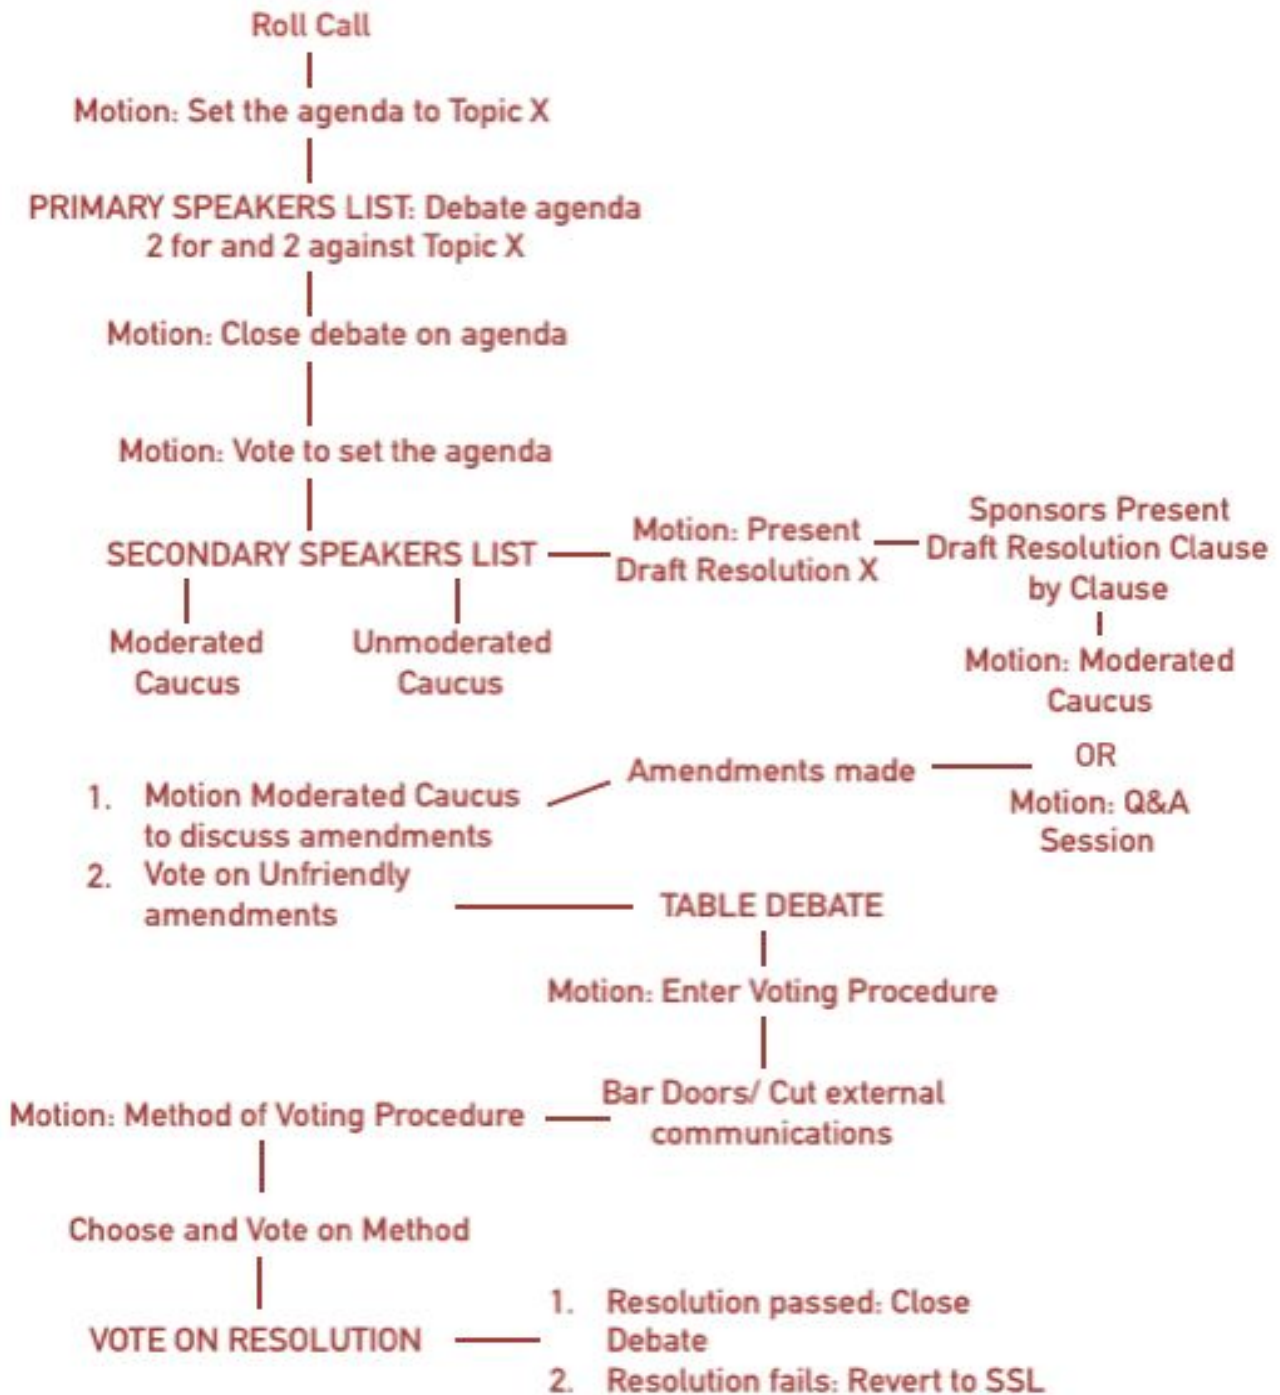 Roll Call
Motion: Set the agenda to Topic X
PRIMARY SPEAKERS LIST: Debate agenda
2 for and 2 against Topic X
Motion: Close debate on agenda
Motion: Vote to set the agenda
SECONDARY SPEAKERS LIST
Moderated
Caucus
Unmoderated
Caucus
Motion: Present
Draft Resolution X
Sponsors Present
Draft Resolution Clause
by Clause
Motion: Moderated
Caucus
OR
Motion: Q&A
Session
Amendments made
1. Motion Moderated Caucus
to discuss amendments
2. Vote on Unfriendly
amendments
TABLE DEBATE
Motion: Enter Voting Procedure
Bar Doors/ Cut external
communications
Motion: Method of Voting Procedure
Choose and Vote on Method
VOTE ON RESOLUTION
1. Resolution passed: Close
Debate
2. Resolution fails: Revert to SSL